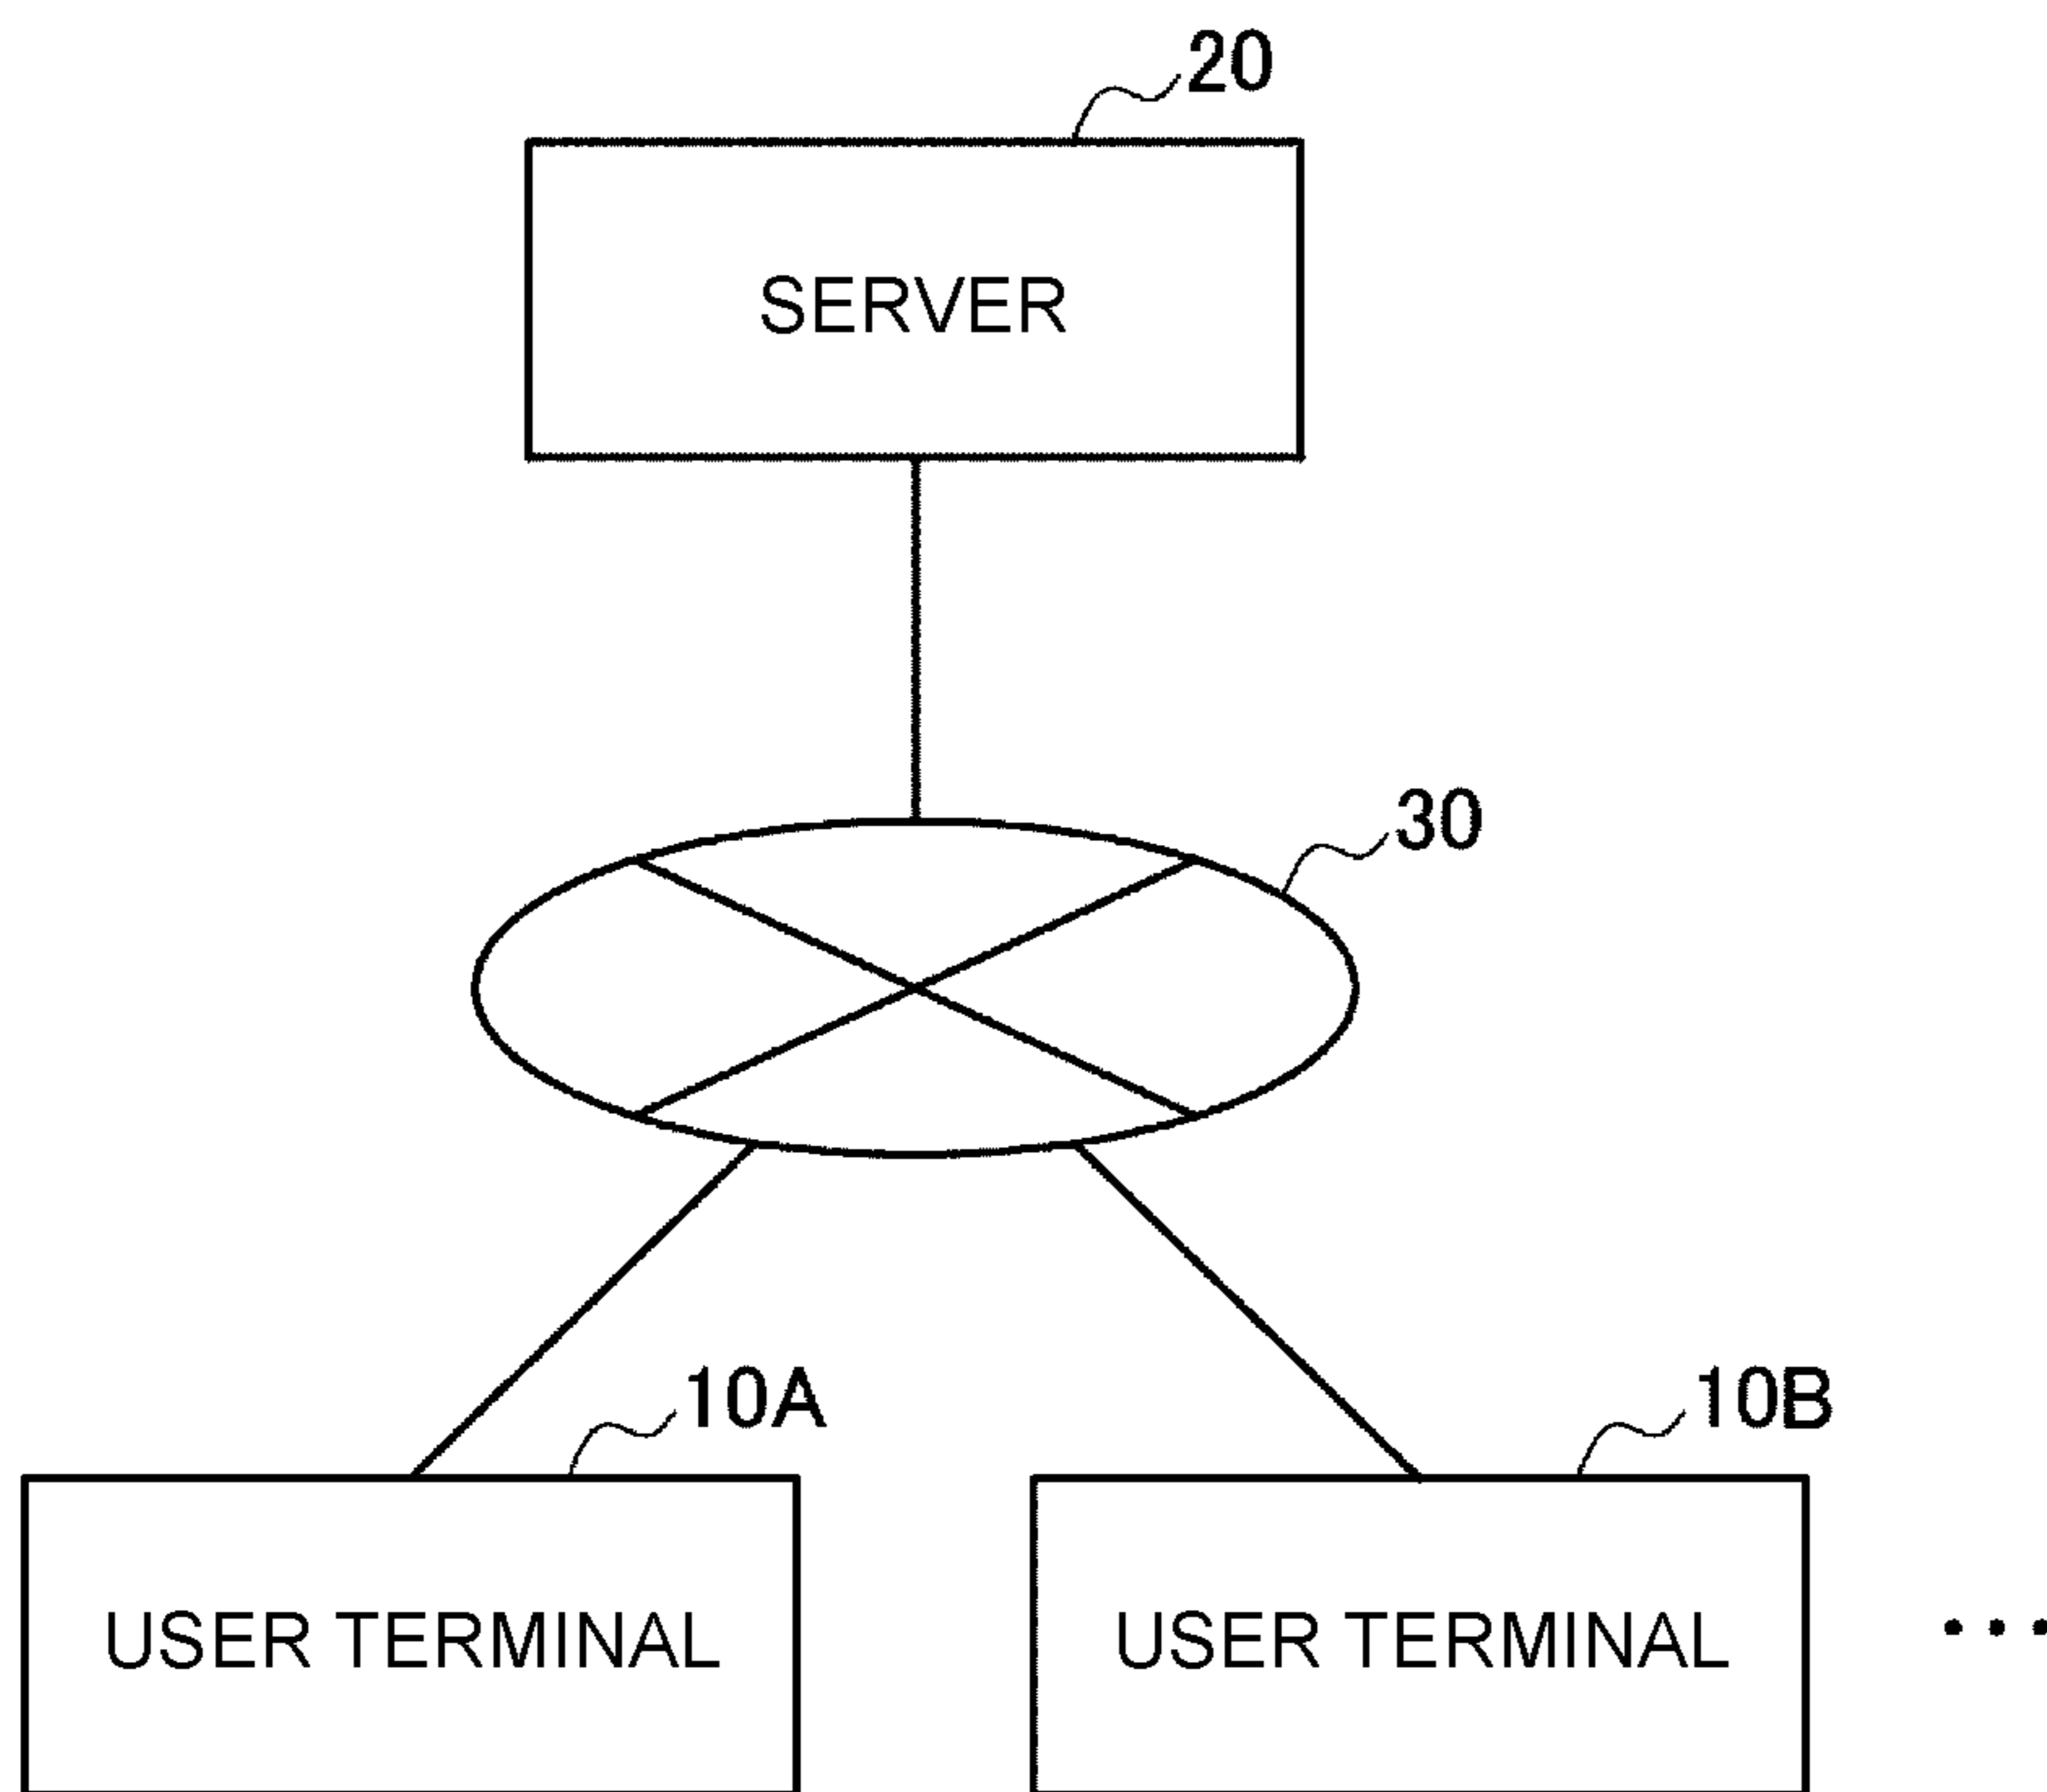 20
SERVER
30
10A
10B
USER TERMINAL
USER TERMINAL
...